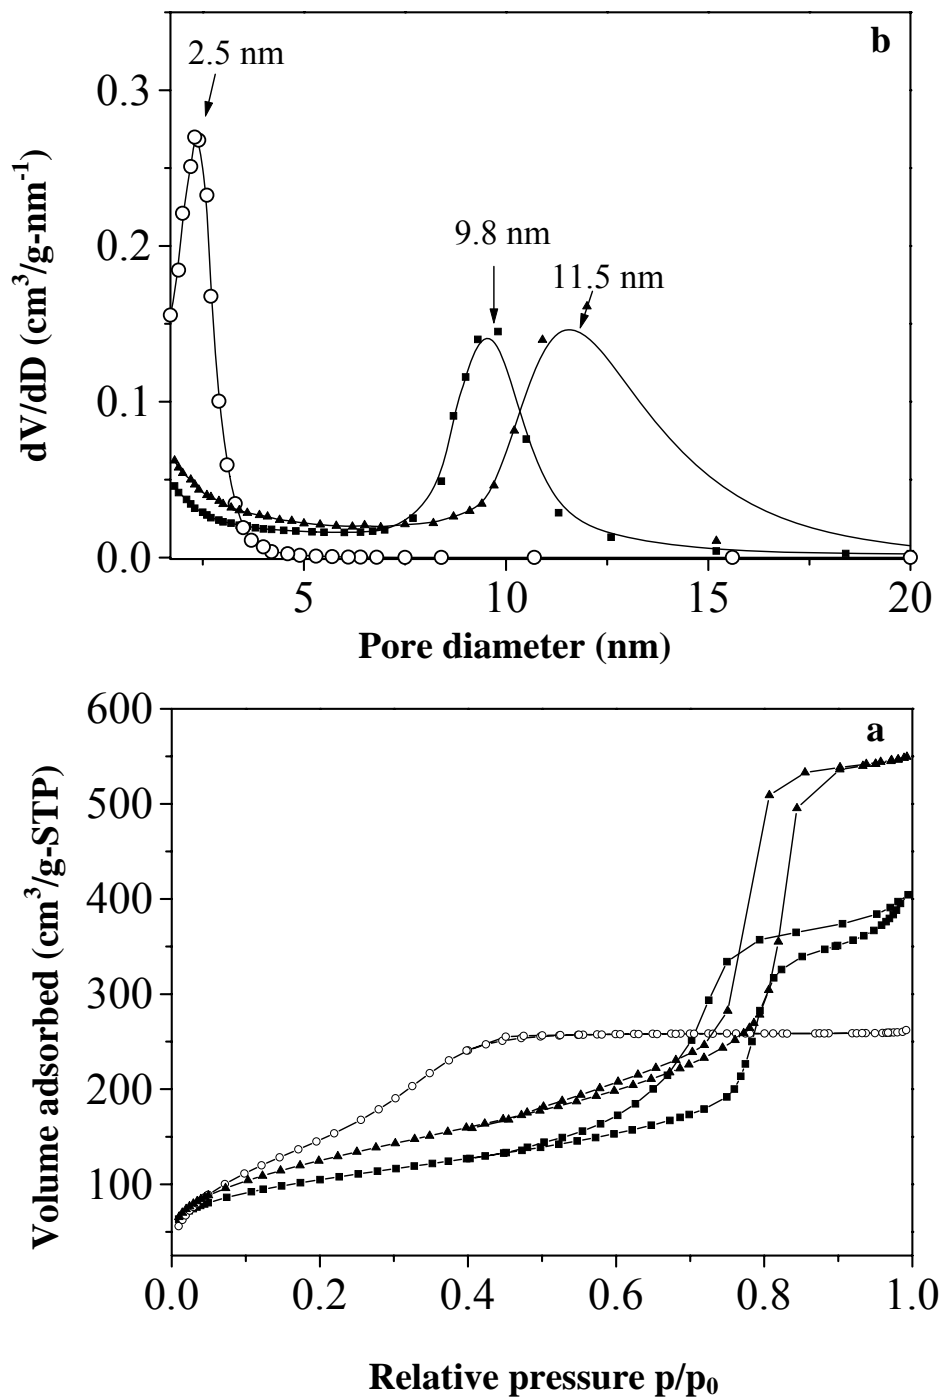 b
2.5 nm
0.3
9.8 nm
0.2
11.5 nm
0.1
0.0
5 10 15 20
dV/dD (cm³/g-nm⁻¹)
Pore diameter (nm)
600
a
500
400
300
200
100
0.0 0.2 0.4 0.6 0.8 1.0
Volume adsorbed (cm³/g-STP)
Relative pressure p/p₀